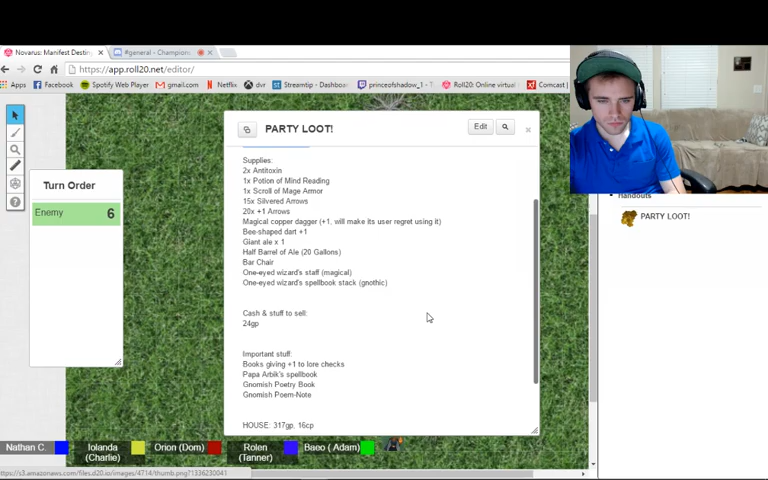 Novarus: Manifest Destin
#general - Champions
https://app.roll20.net/editor/
Apps Facebook Spotify Web Player gmail.com Netflix dvr Streamtip - Dashboa princeofshadow_1 - T Roll20: Online virtual Comcast
PARTY LOOT!
Edit
Supplies:
2x Antitoxin
1x Potion of Mind Reading
1x Scroll of Mage Armor
15x Silvered Arrows
20x +1 Arrows
Magical copper dagger (+1, will make its user regret using it)
Bee-shaped dart +1
Giant ale x 1
Half Barrel of Ale (20 Gallons)
Bar Chair
One-eyed wizard's staff (magical)
One-eyed wizard's spellbook stack (gnothic)
Cash & stuff to sell:
24gp
Important stuff:
Books giving +1 to lore checks
Papa Arbik's spellbook
Gnomish Poetry Book
Gnomish Poem-Note
HOUSE: 317gp, 16cp
Turn Order
Enemy 6
Handouts
PARTY LOOT!
Nathan C.
Iolanda (Charlie)
Orion (Dom)
Rolen (Tanner)
Baeo ( Adam)
https://s3.amazonaws.com/files.d20.io/images/4714/thumb.png?1336230041